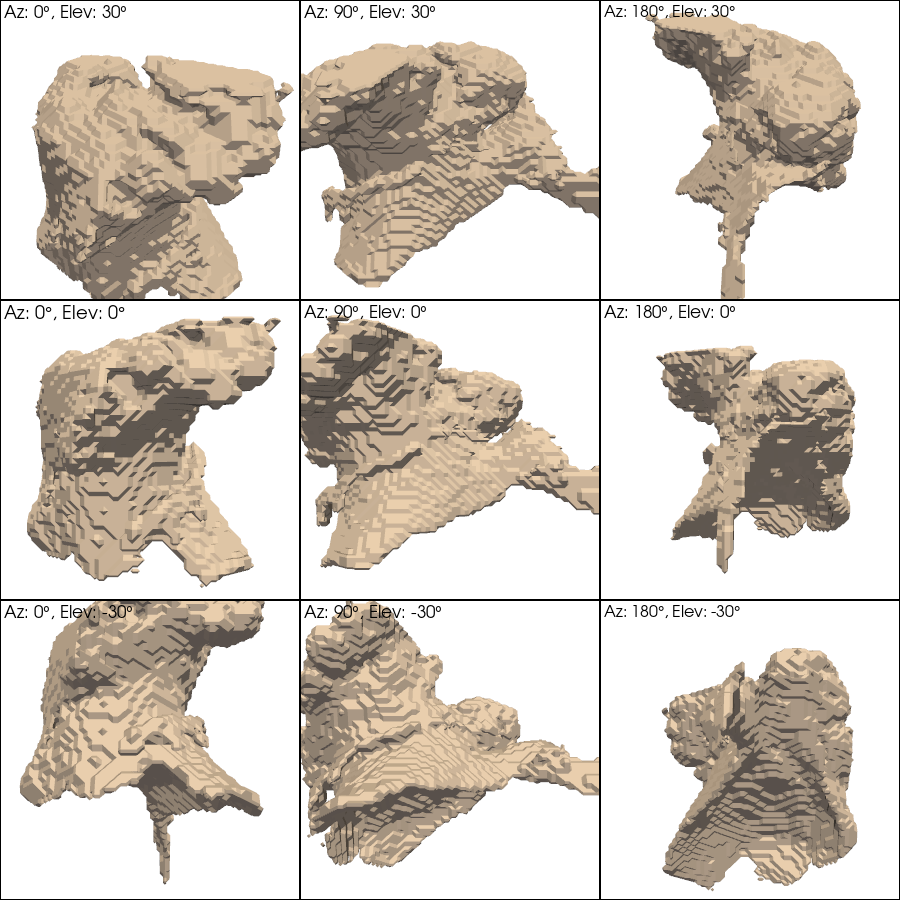 Az: 0°, Elev: 30°
Az: 90°, Elev: 30°
Az: 180°, Elev: 30°
Az: 0°, Elev: 0°
Az: 90°, Elev: 0°
Az: 180°, Elev: 0°
Az: 0°, Elev: -30°
Az: 90°, Elev: -30°
Az: 180°, Elev: -30°